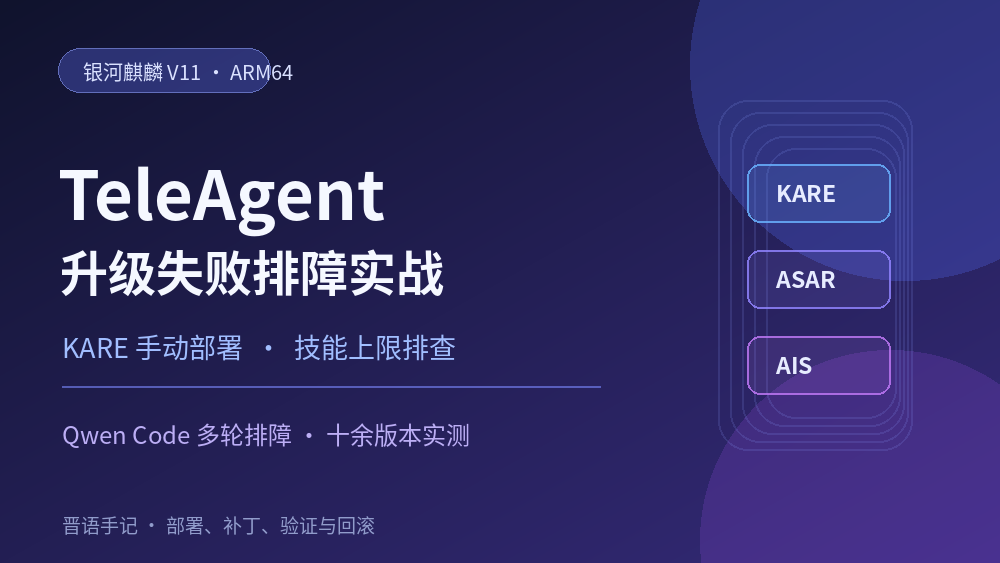 银河麒麟 V11 · ARM64
TeleAgent
升级失败排障实战
KARE 手动部署 · 技能上限排查
Qwen Code 多轮排障 · 十余版本实测
晋语手记 · 部署、补丁、验证与回滚
KARE
ASAR
AIS